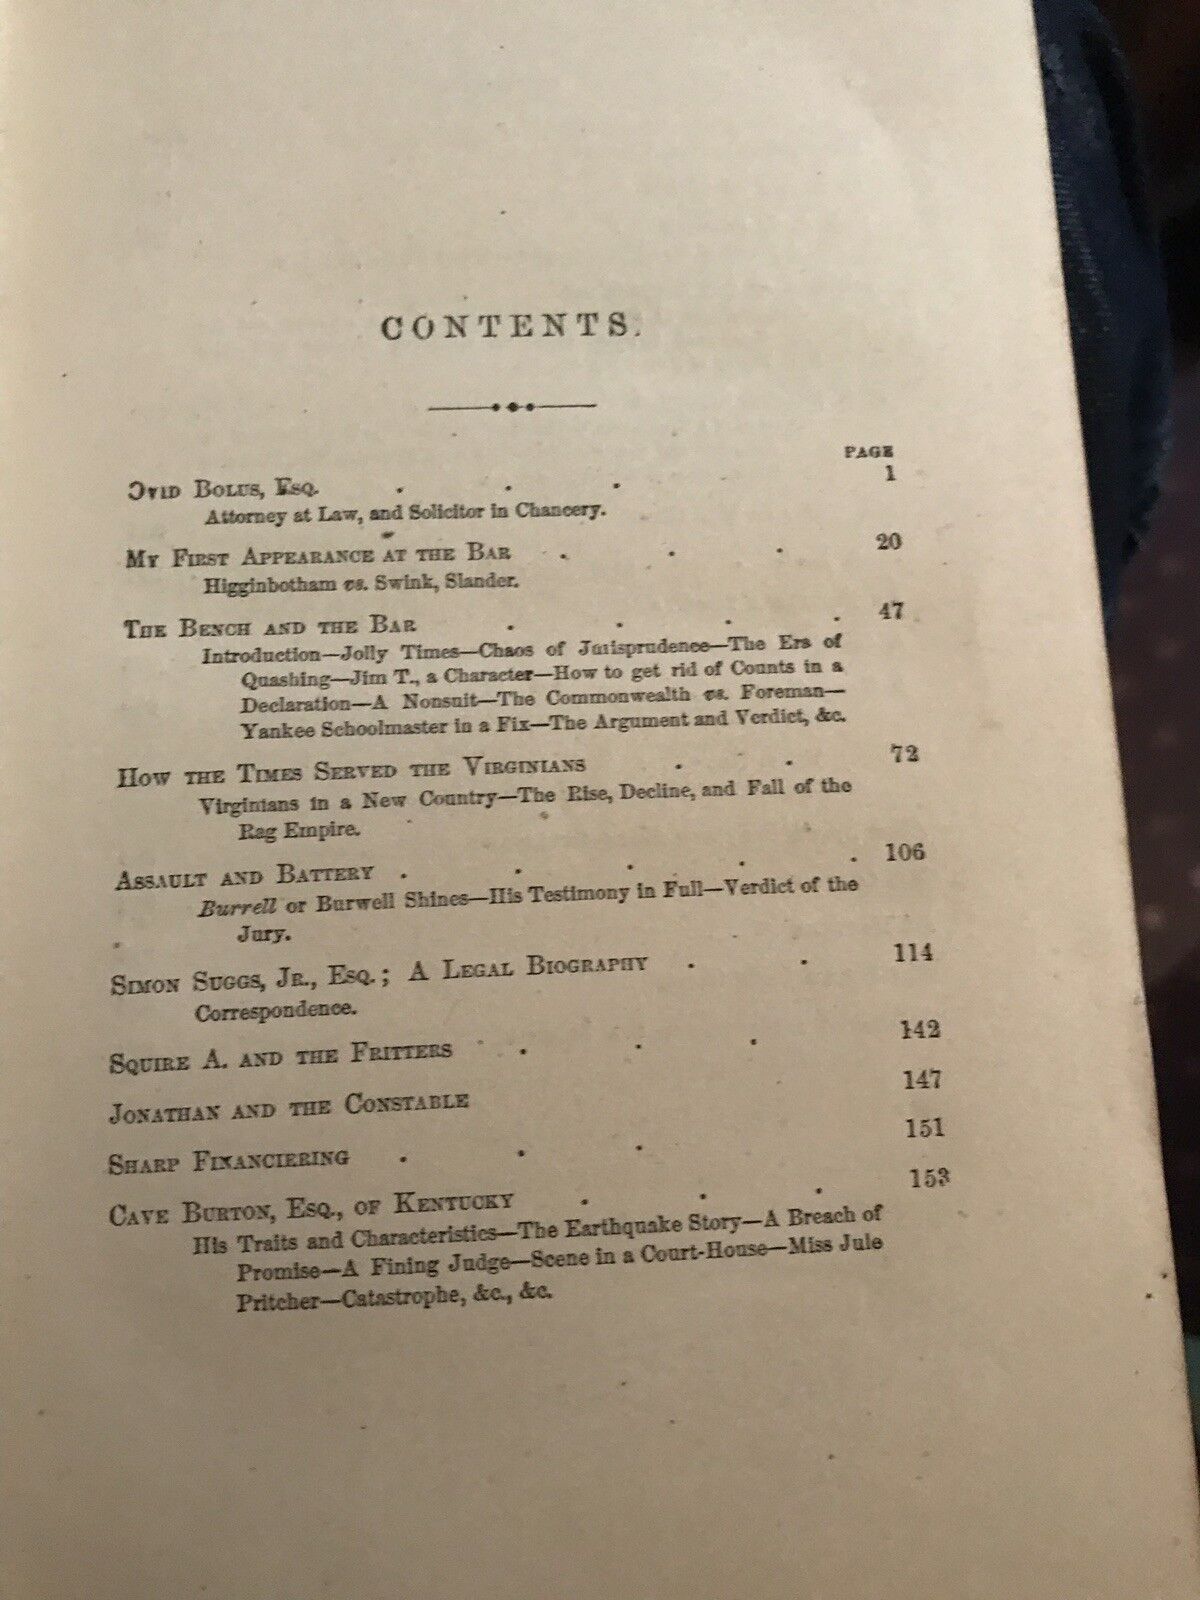 CONTENTS.
PAGE
OVID BOLUS, ESQ. . . . 1
Attorney at Law, and Solicitor in Chancery.
MY FIRST APPEARANCE AT THE BAR . . . 20
Higginbotham vs. Swink, Slander.
THE BENCH AND THE BAR . . . . 47
Introduction—Jolly Times—Chaos of Jurisprudence—The Era of
Quashing—Jim T., a Character—How to get rid of Counts in a
Declaration—A Nonsuit—The Commonwealth vs. Foreman—
Yankee Schoolmaster in a Fix—The Argument and Verdict, &c.
HOW THE TIMES SERVED THE VIRGINIANS . . 72
Virginians in a New Country—The Rise, Decline, and Fall of the
Rag Empire.
ASSAULT AND BATTERY . . . . . 106
Burrell or Burwell Shines—His Testimony in Full—Verdict of the
Jury.
SIMON SUGGS, JR., ESQ.; A LEGAL BIOGRAPHY . . 114
Correspondence.
SQUIRE A. AND THE FRITTERS . . . 142
JONATHAN AND THE CONSTABLE 147
SHARP FINANCIERING . . . 151
CAVE BURTON, ESQ., OF KENTUCKY . . . 153
His Traits and Characteristics—The Earthquake Story—A Breach of
Promise—A Fining Judge—Scene in a Court-House—Miss Jule
Pritcher—Catastrophe, &c., &c.